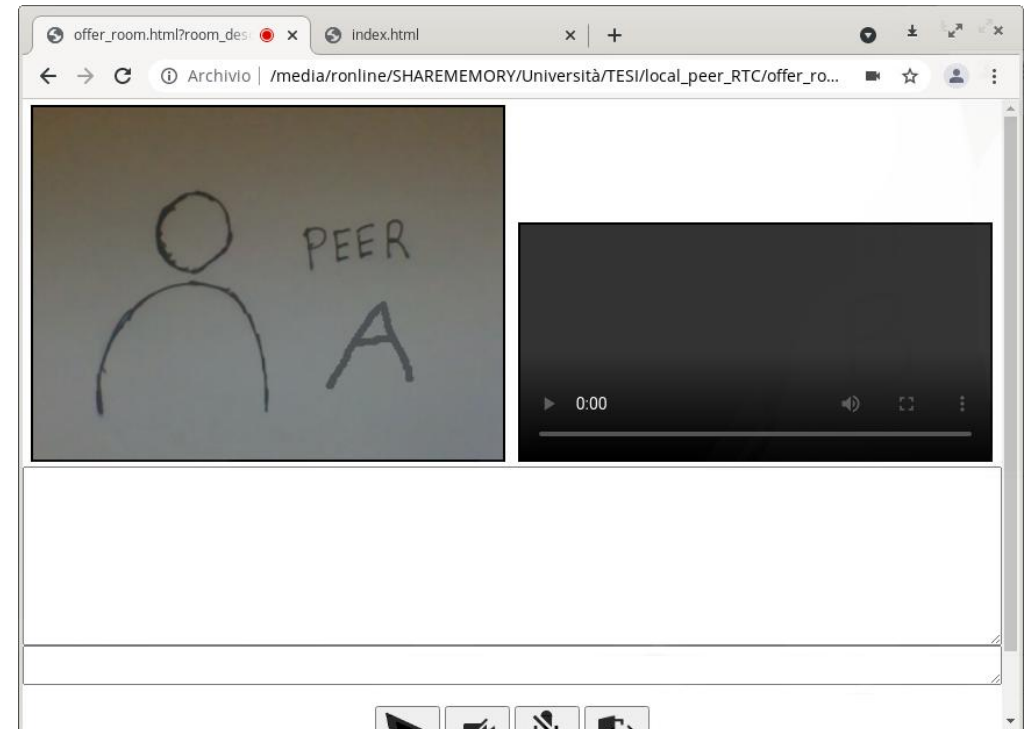 offer_room.html?room_des
index.html
Archivio | /media/ronline/SHAREMEMORY/Università/TESI/local_peer_RTC/offer_ro...
PEER
A
0:00